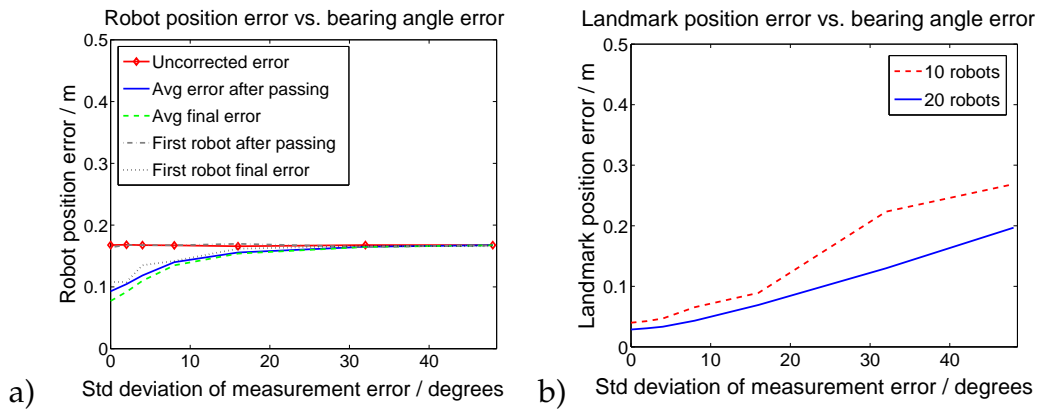 Robot position error vs. bearing angle error
0.5
0.4
0.3
0.2
0.1
0
Robot position error / m
Uncorrected error
Avg error after passing
Avg final error
First robot after passing
First robot final error
0 10 20 30 40
Std deviation of measurement error / degrees
a)
Landmark position error vs. bearing angle error
0.5
0.4
0.3
0.2
0.1
0
Landmark position error / m
10 robots
20 robots
0 10 20 30 40
Std deviation of measurement error / degrees
b)